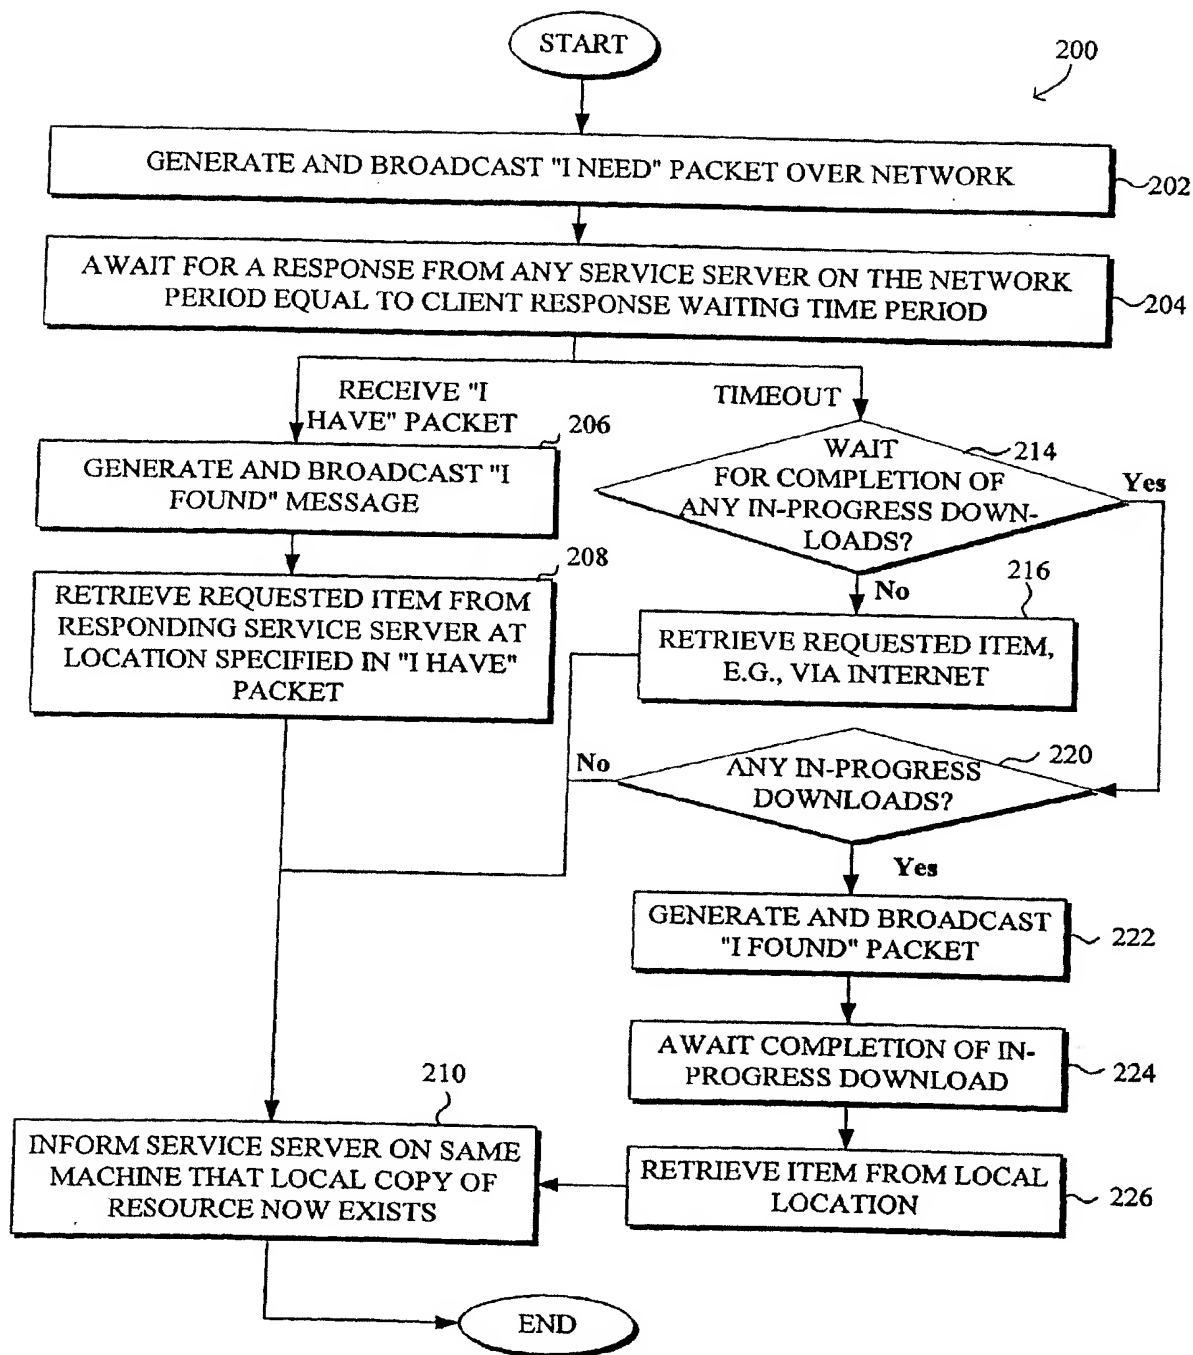 START
200
GENERATE AND BROADCAST "I NEED" PACKET OVER NETWORK
202
AWAIT FOR A RESPONSE FROM ANY SERVICE SERVER ON THE NETWORK
PERIOD EQUAL TO CLIENT RESPONSE WAITING TIME PERIOD
204
RECEIVE "I
HAVE" PACKET
TIMEOUT
206
GENERATE AND BROADCAST "I
FOUND" MESSAGE
WAIT
FOR COMPLETION OF
ANY IN-PROGRESS DOWN-
LOADS?
214
Yes
208
RETRIEVE REQUESTED ITEM FROM
RESPONDING SERVICE SERVER AT
LOCATION SPECIFIED IN "I HAVE"
PACKET
No
216
RETRIEVE REQUESTED ITEM,
E.G., VIA INTERNET
No
ANY IN-PROGRESS
DOWNLOADS?
220
Yes
GENERATE AND BROADCAST
"I FOUND" PACKET
222
AWAIT COMPLETION OF IN-
PROGRESS DOWNLOAD
224
210
INFORM SERVICE SERVER ON SAME
MACHINE THAT LOCAL COPY OF
RESOURCE NOW EXISTS
RETRIEVE ITEM FROM LOCAL
LOCATION
226
END